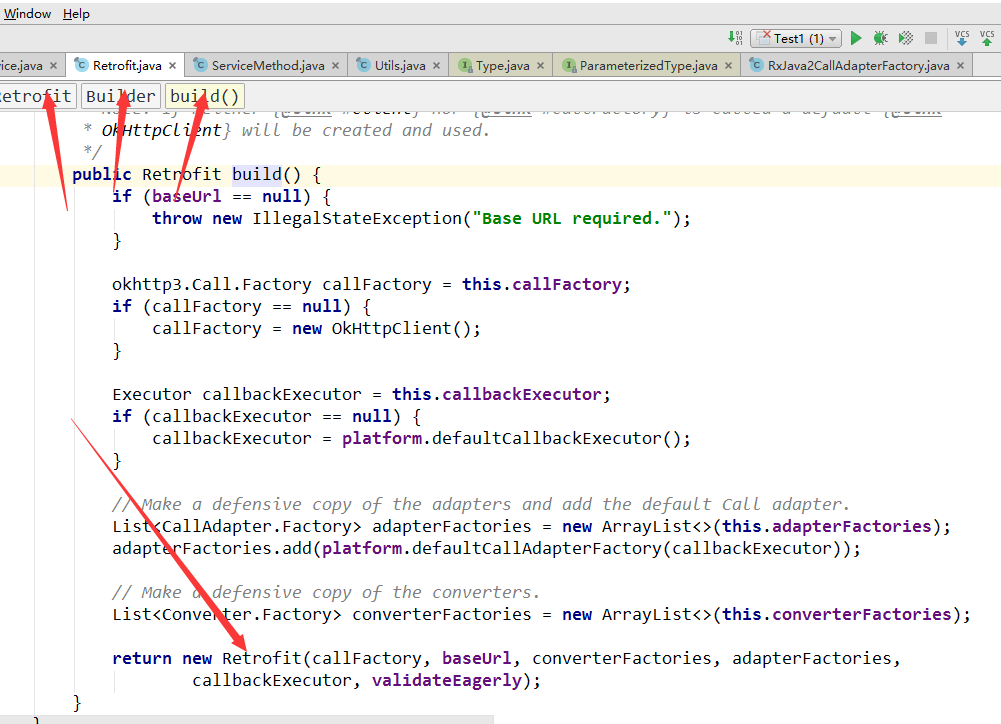 Window Help
Test1 (1) VCS VCS
ice.java Retrofit.java ServiceMethod.java Utils.java Type.java ParameterizedType.java RxJava2CallAdapterFactory.java
etrofit Builder build()
* OkHttpClient} will be created and used.
*/
public Retrofit build() {
if (baseUrl == null) {
throw new IllegalStateException("Base URL required.");
}
okhttp3.Call.Factory callFactory = this.callFactory;
if (callFactory == null) {
callFactory = new OkHttpClient();
}
Executor callbackExecutor = this.callbackExecutor;
if (callbackExecutor == null) {
callbackExecutor = platform.defaultCallbackExecutor();
}
// Make a defensive copy of the adapters and add the default Call adapter.
List<CallAdapter.Factory> adapterFactories = new ArrayList<>(this.adapterFactories);
adapterFactories.add(platform.defaultCallAdapterFactory(callbackExecutor));
// Make a defensive copy of the converters.
List<Converter.Factory> converterFactories = new ArrayList<>(this.converterFactories);
return new Retrofit(callFactory, baseUrl, converterFactories, adapterFactories,
callbackExecutor, validateEagerly);
}
}